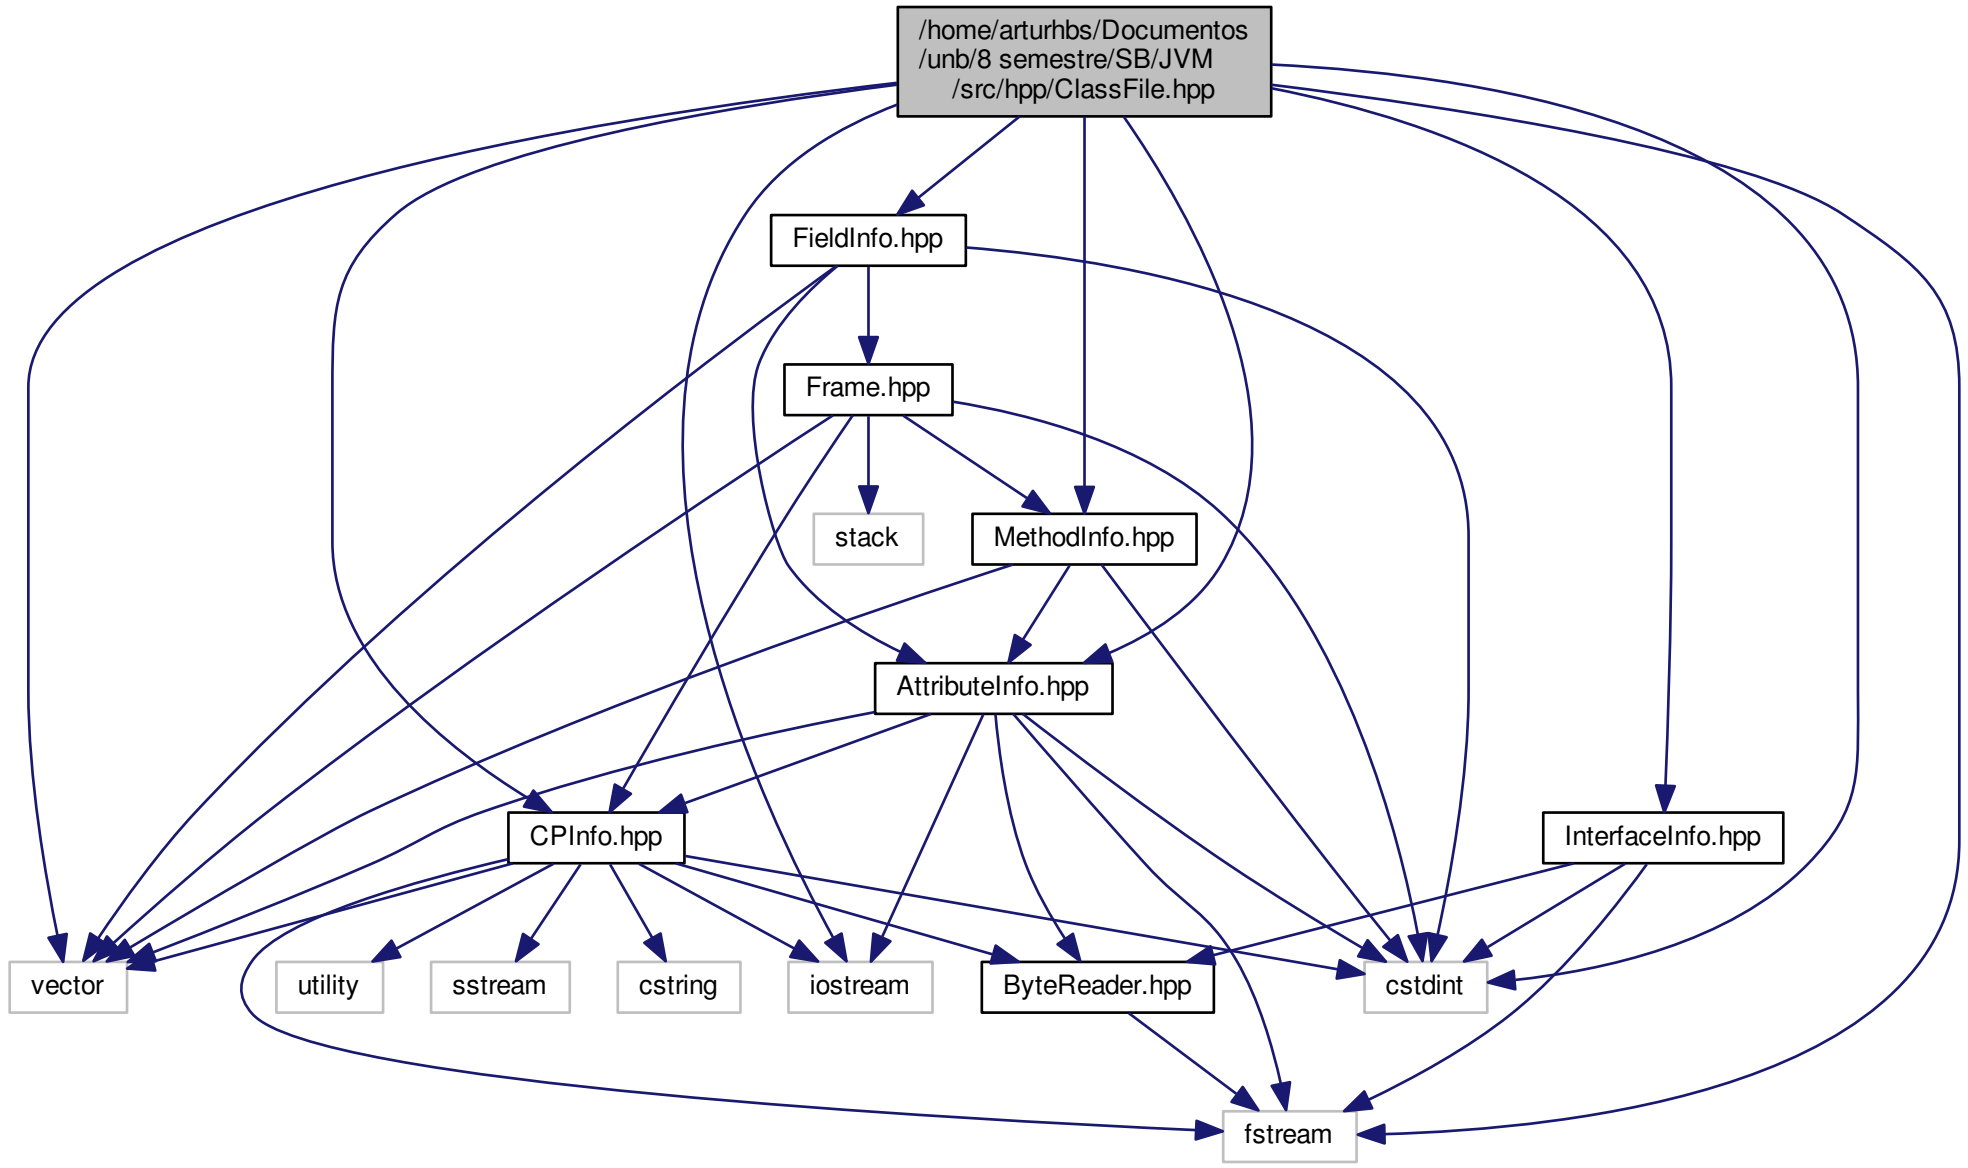 /home/arturhbs/Documentos
/unb/8 semestre/SB/JVM
/src/hpp/ClassFile.hpp
FieldInfo.hpp
Frame.hpp
stack
MethodInfo.hpp
AttributeInfo.hpp
CPInfo.hpp
InterfaceInfo.hpp
vector
utility
sstream
cstring
iostream
ByteReader.hpp
cstdint
fstream